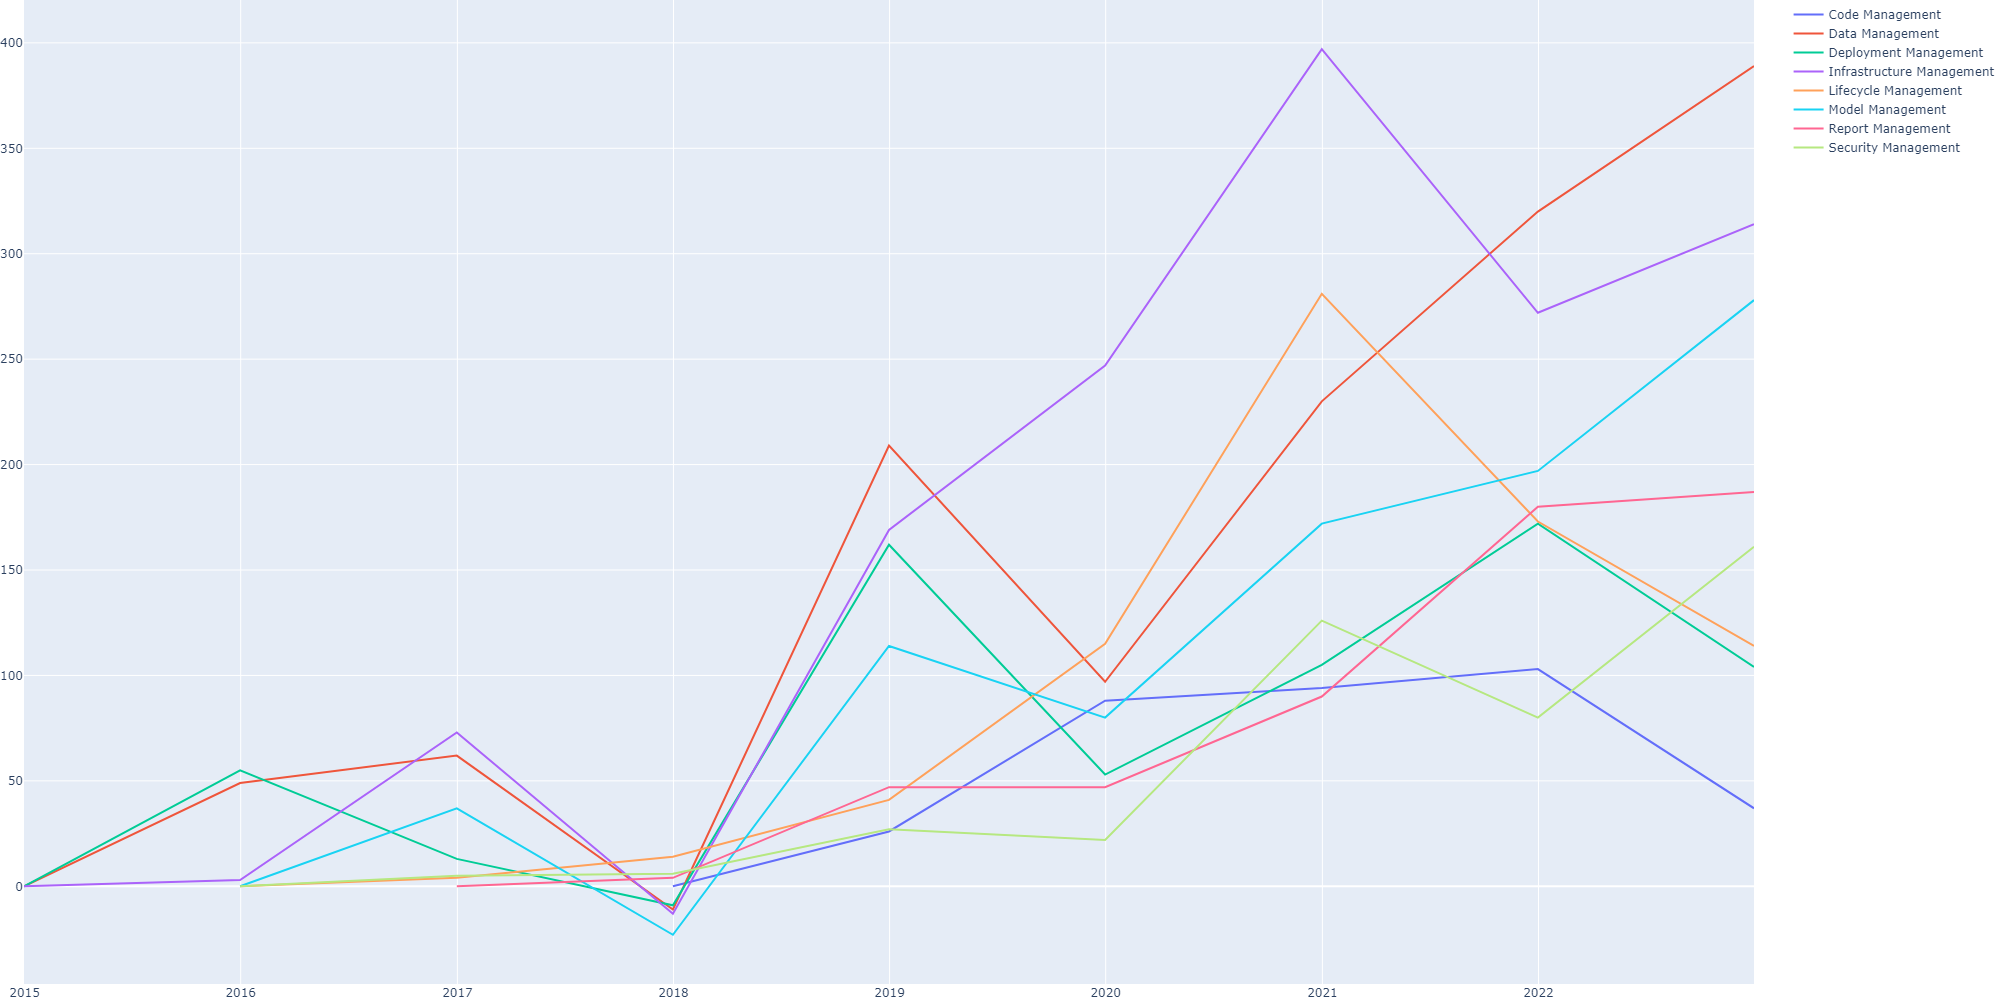 400
350
300
250
200
150
100
50
0
2015 2016 2017 2018 2019 2020 2021 2022
Code Management
Data Management
Deployment Management
Infrastructure Management
Lifecycle Management
Model Management
Report Management
Security Management